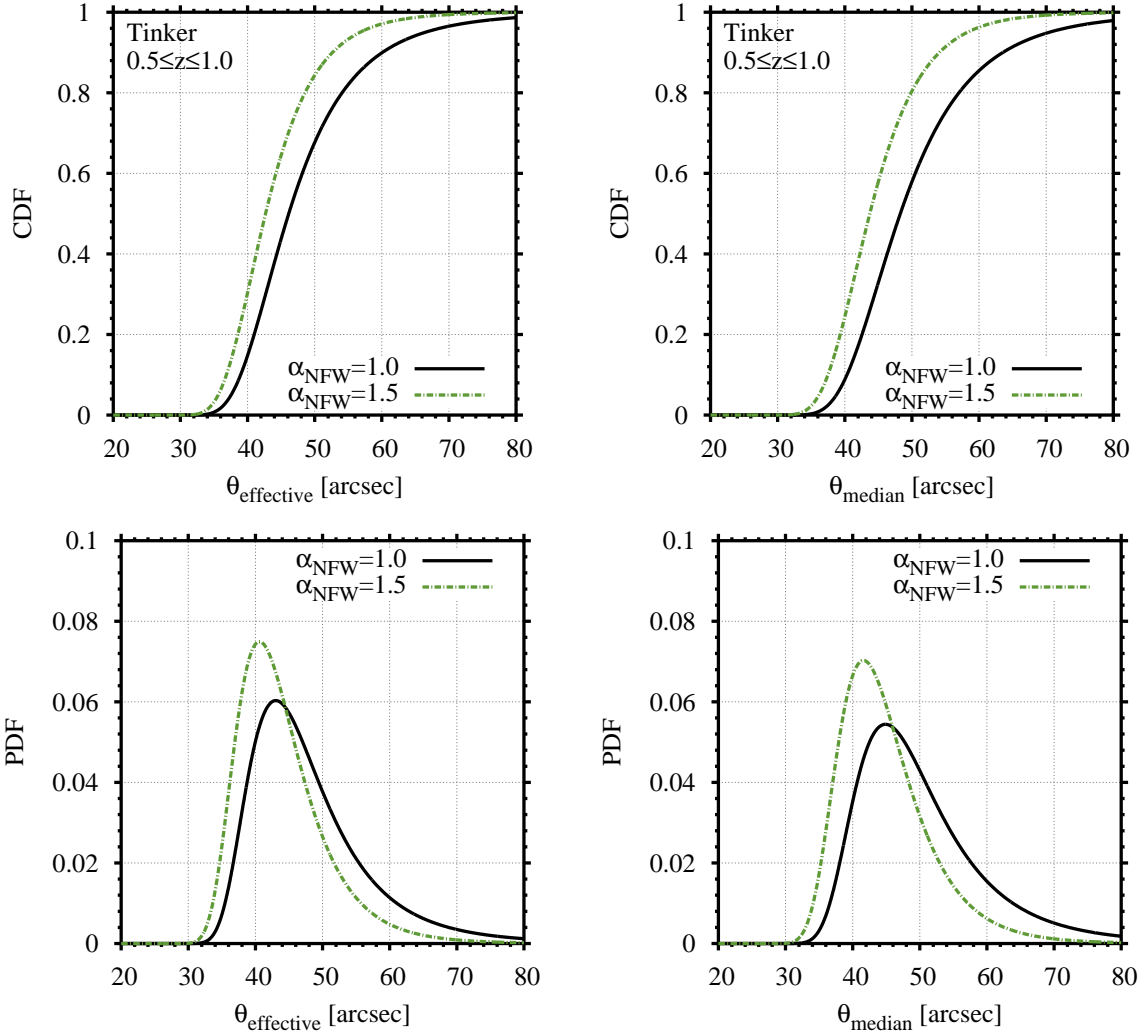 1
0.8
0.6
0.4
0.2
0
CDF
Tinker
0.5≤z≤1.0
α_NFW=1.0
α_NFW=1.5
20 30 40 50 60 70 80
θ_effective [arcsec]
1
0.8
0.6
0.4
0.2
0
CDF
Tinker
0.5≤z≤1.0
α_NFW=1.0
α_NFW=1.5
20 30 40 50 60 70 80
θ_median [arcsec]
0.1
0.08
0.06
0.04
0.02
0
PDF
α_NFW=1.0
α_NFW=1.5
20 30 40 50 60 70 80
θ_effective [arcsec]
0.1
0.08
0.06
0.04
0.02
0
PDF
α_NFW=1.0
α_NFW=1.5
20 30 40 50 60 70 80
θ_median [arcsec]